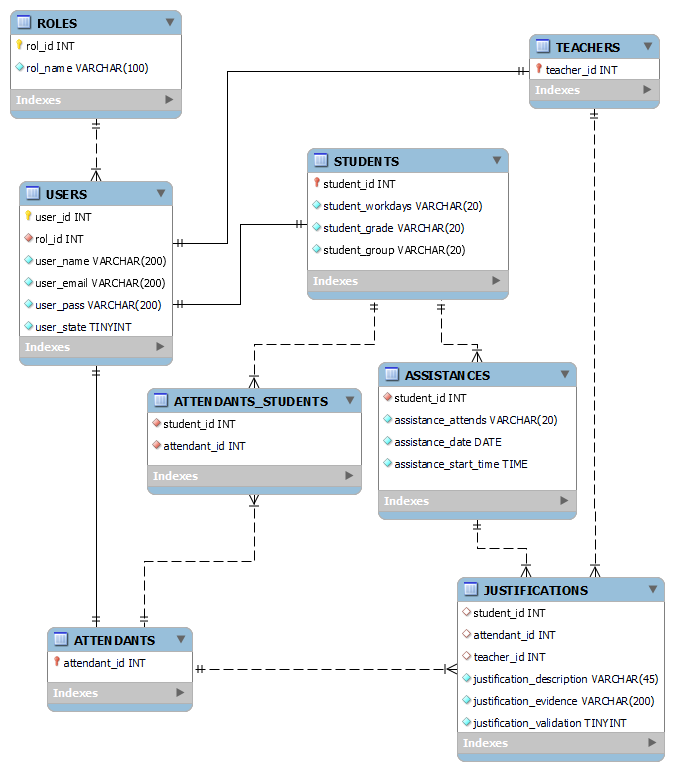 ROLES
rol_id INT
rol_name VARCHAR(100)
Indexes
TEACHERS
teacher_id INT
Indexes
STUDENTS
student_id INT
student_workdays VARCHAR(20)
student_grade VARCHAR(20)
student_group VARCHAR(20)
Indexes
USERS
user_id INT
rol_id INT
user_name VARCHAR(200)
user_email VARCHAR(200)
user_pass VARCHAR(200)
user_state TINYINT
Indexes
ATTENDANTS_STUDENTS
student_id INT
attendant_id INT
Indexes
ASSISTANCES
student_id INT
assistance_attends VARCHAR(20)
assistance_date DATE
assistance_start_time TIME
Indexes
ATTENDANTS
attendant_id INT
Indexes
JUSTIFICATIONS
student_id INT
attendant_id INT
teacher_id INT
justification_description VARCHAR(45)
justification_evidence VARCHAR(200)
justification_validation TINYINT
Indexes